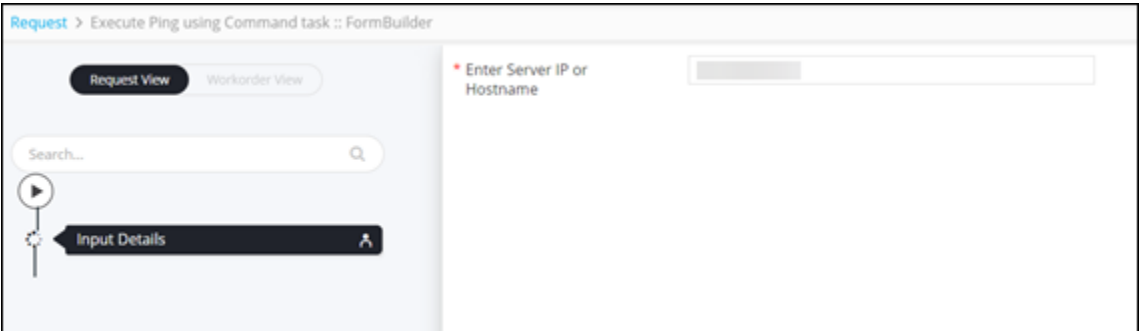 Request > Execute Ping using Command task :: FormBuilder
Request View Workorder View
Search...
Input Details
* Enter Server IP or
Hostname